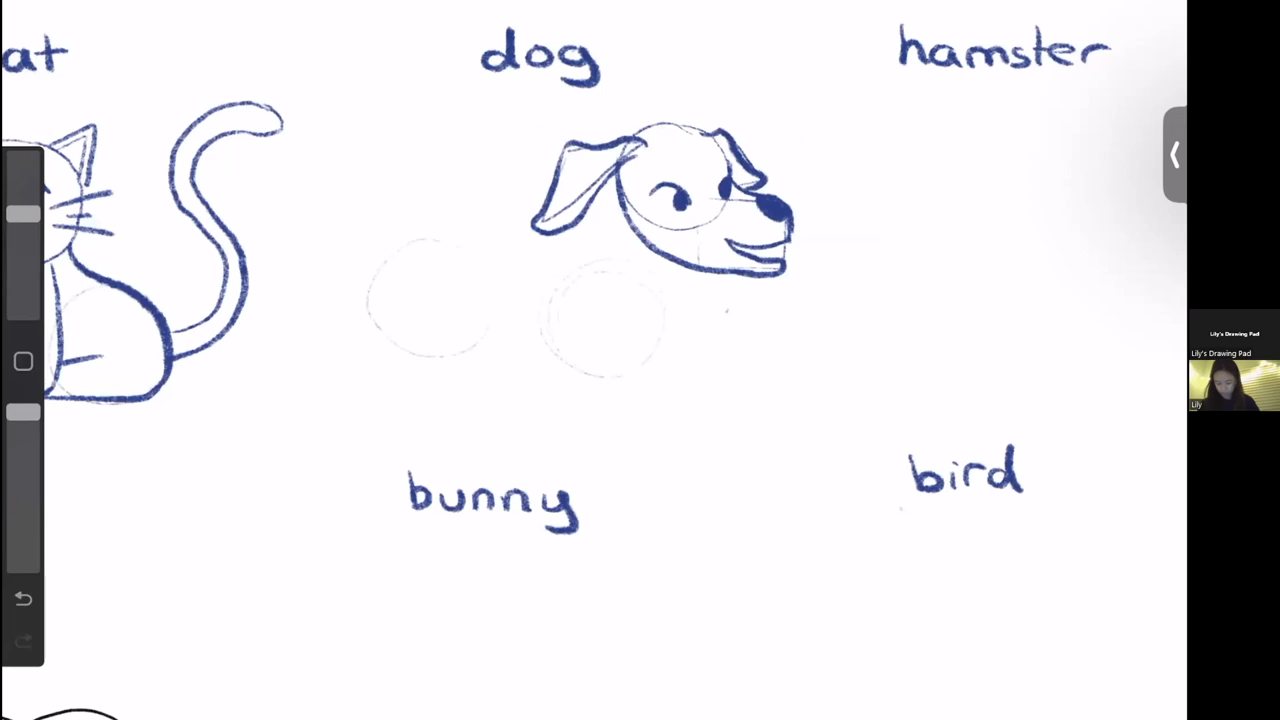 at
dog
hamster
Lily's Drawing Pad
Lily's Drawing Pad
Lily
bunny
bird